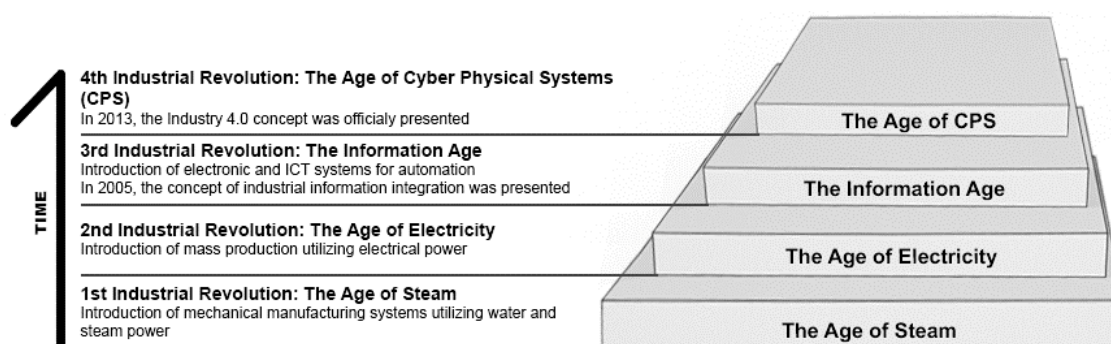 TIME
4th Industrial Revolution: The Age of Cyber Physical Systems
(CPS)
In 2013, the Industry 4.0 concept was officialy presented
3rd Industrial Revolution: The Information Age
Introduction of electronic and ICT systems for automation
In 2005, the concept of industrial information integration was presented
2nd Industrial Revolution: The Age of Electricity
Introduction of mass production utilizing electrical power
1st Industrial Revolution: The Age of Steam
Introduction of mechanical manufacturing systems utilizing water and
steam power
The Age of CPS
The Information Age
The Age of Electricity
The Age of Steam